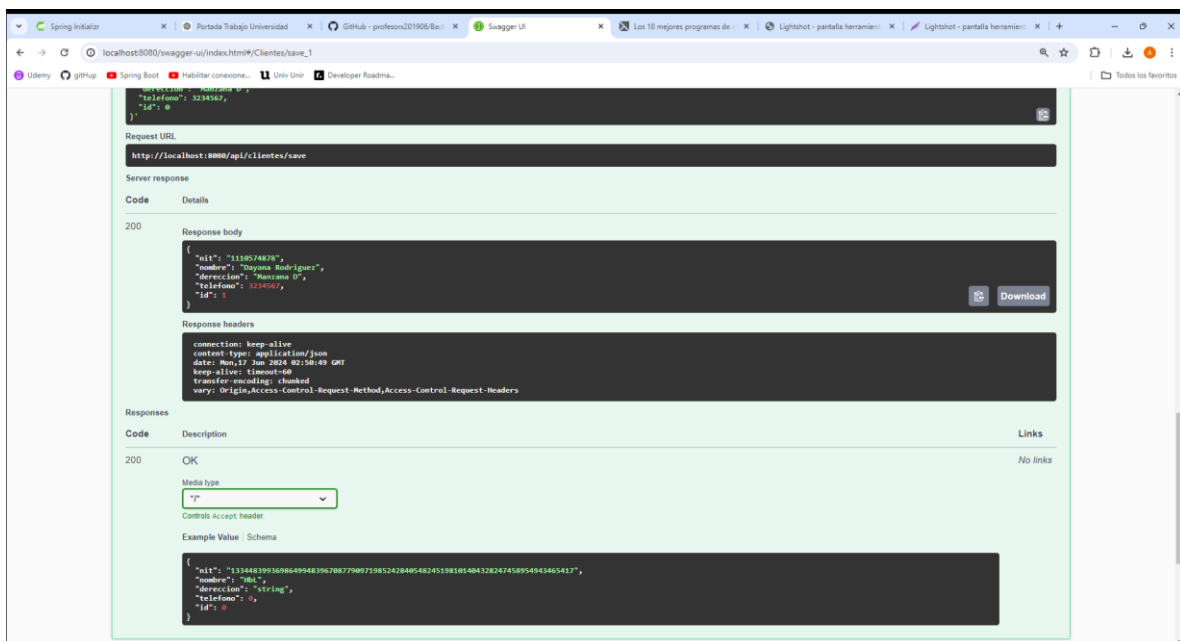 Spring Initializr
Portada Trabajo Universidad
GitHub - profesorx201906/Bac
Swagger UI
Los 10 mejores programas de c
Lightshot - pantalla herramient
Lightshot - pantalla herramient
localhost:8080/swagger-ui/index.html#/Clientes/save_1
Udemy
gitHup
Spring Boot
Habilitar conexione...
Univ Unir
Developer Roadma...
Todos los favoritos
"dereccion": "Manzana D",
"telefono": 3234567,
"id": 0
}'
Request URL
http://localhost:8080/api/clientes/save
Server response
Code Details
200
Response body
{
"nit": "1110574878",
"nombre": "Dayana Rodriguez",
"dereccion": "Manzana D",
"telefono": 3234567,
"id": 1
}
Download
Response headers
connection: keep-alive
content-type: application/json
date: Mon,17 Jun 2024 02:50:49 GMT
keep-alive: timeout=60
transfer-encoding: chunked
vary: Origin,Access-Control-Request-Method,Access-Control-Request-Headers
Responses
Code Description Links
200 OK No links
Media type
*/*
Controls Accept header.
Example Value Schema
{
"nombre": "HbL",
"dereccion": "string",
"telefono": 0,
"id": 0
}